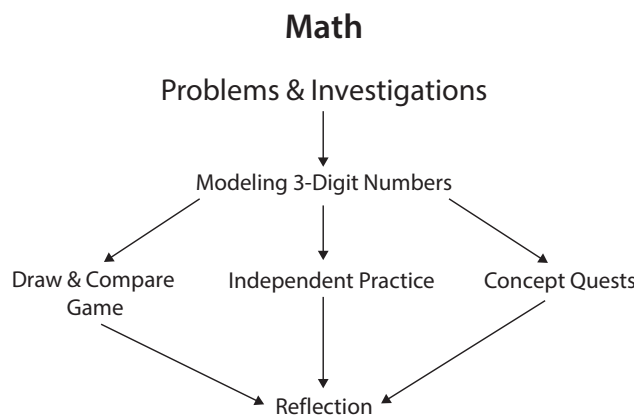 Math
Problems & Investigations
Modeling 3-Digit Numbers
Draw & Compare
Game
Independent Practice
Concept Quests
Reflection